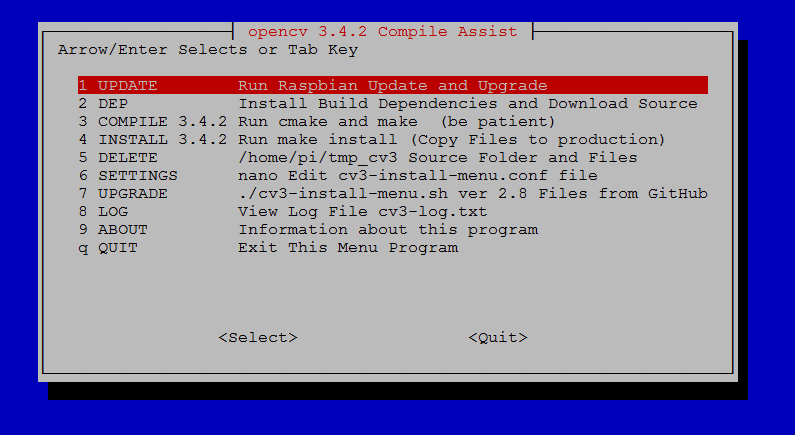 opencv 3.4.2 Compile Assist
Arrow/Enter Selects or Tab Key
1 UPDATE Run Raspbian Update and Upgrade
2 DEP Install Build Dependencies and Download Source
3 COMPILE 3.4.2 Run cmake and make (be patient)
4 INSTALL 3.4.2 Run make install (Copy Files to production)
5 DELETE /home/pi/tmp_cv3 Source Folder and Files
6 SETTINGS nano Edit cv3-install-menu.conf file
7 UPGRADE ./cv3-install-menu.sh ver 2.8 Files from GitHub
8 LOG View Log File cv3-log.txt
9 ABOUT Information about this program
q QUIT Exit This Menu Program
<Select> <Quit>